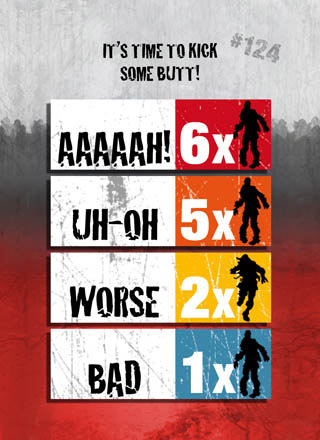 IT'S TIME TO KICK
SOME BUTT!
#124
AAAAAH! 6x
UH-OH 5x
WORSE 2x
BAD 1x